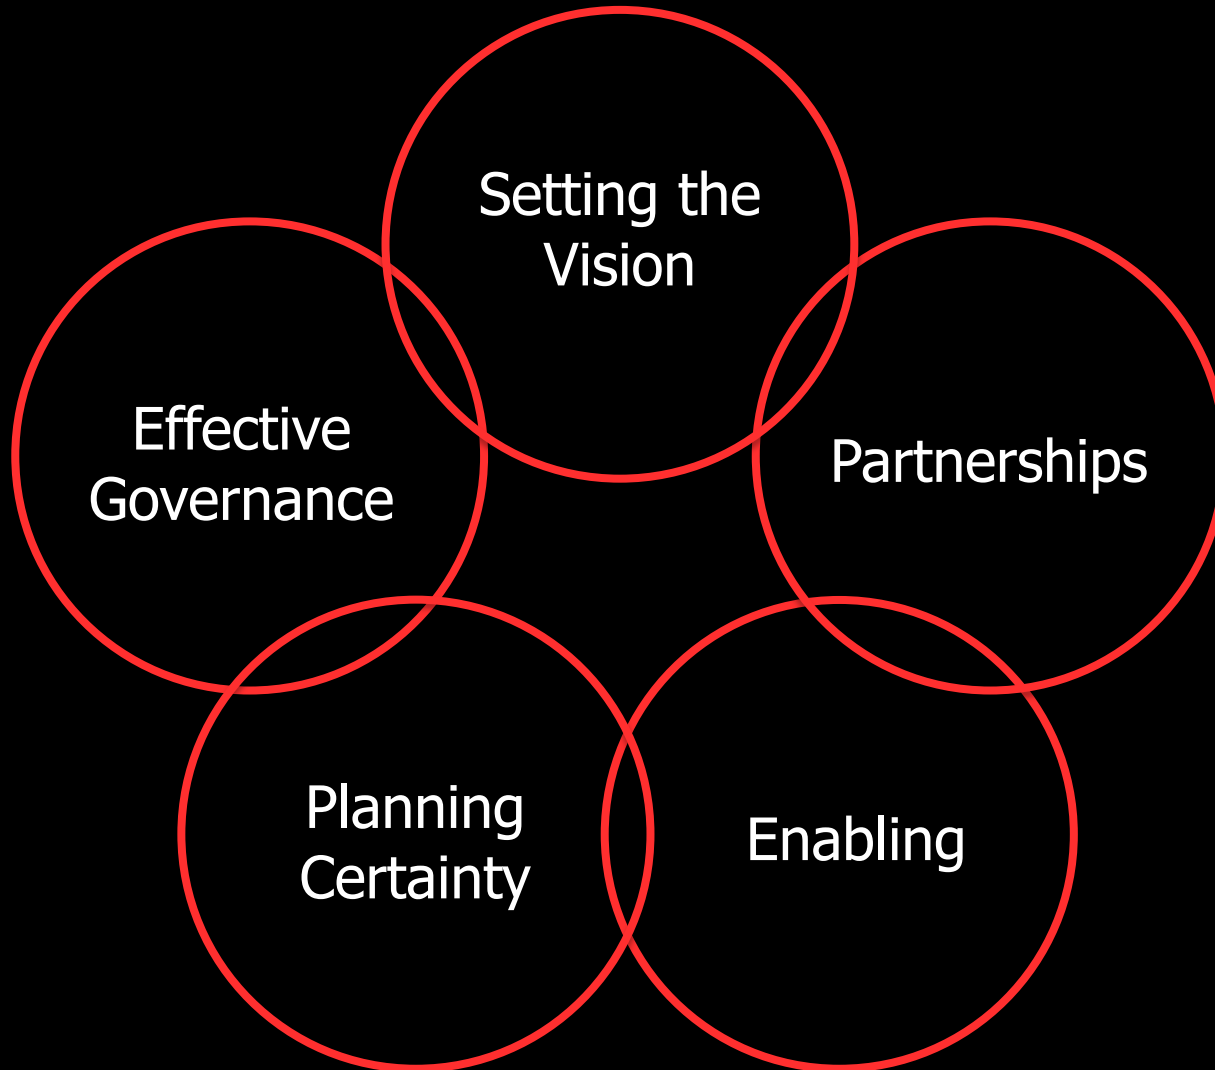 Setting the
Vision
Effective
Governance
Partnerships
Planning
Certainty
Enabling